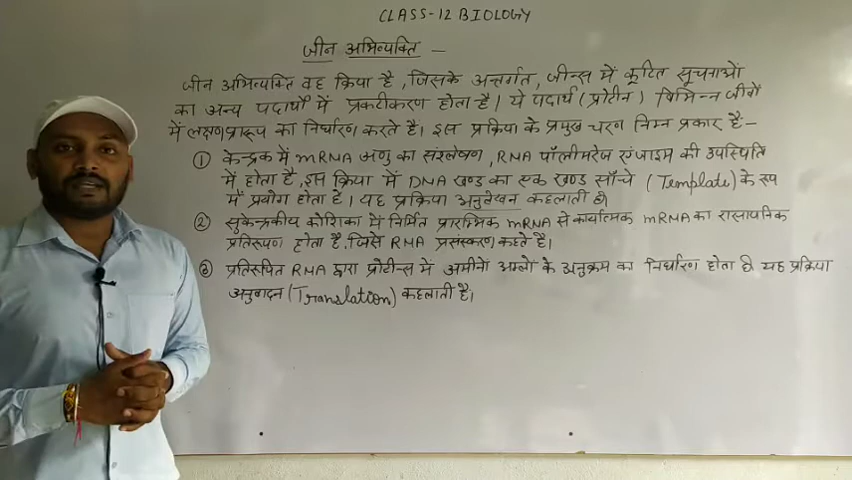 CLASS-12 BIOLOGY
जीन अभिव्यक्ति –
जीन अभिव्यक्ति वह क्रिया है, जिसके अन्तर्गत, जीन्स में कूटित सूचनाओं
का अन्य पदार्थों में प्रकटीकरण होता है। ये पदार्थ (प्रोटीन) विभिन्न जीवों
में लक्षण प्रारूप का निर्धारण करते है। इस प्रक्रिया के प्रमुख चरण निम्न प्रकार है:-
① केन्द्रक में mRNA अणु का संश्लेषण, RNA पॉलीमरेज एंजाइम की उपस्थिति
में होता है, इस क्रिया में DNA खण्ड का एक खण्ड साँचे (Template) के रूप
में प्रयोग होता है। यह प्रक्रिया अनुलेखन कहलाती है।
② सुकेन्द्रकीय कोशिका में निर्मित प्रारम्भिक mRNA से कार्यात्मक mRNA का रासायनिक
प्रतिरूपण होता है, जिसे RNA प्रसंस्करण कहते है।
③ प्रतिरूपित RNA द्वारा प्रोटीन्स में अमीनो अम्लो के अनुक्रम का निर्धारण होता है। यह प्रक्रिया
अनुवादन (Translation) कहलाती है।